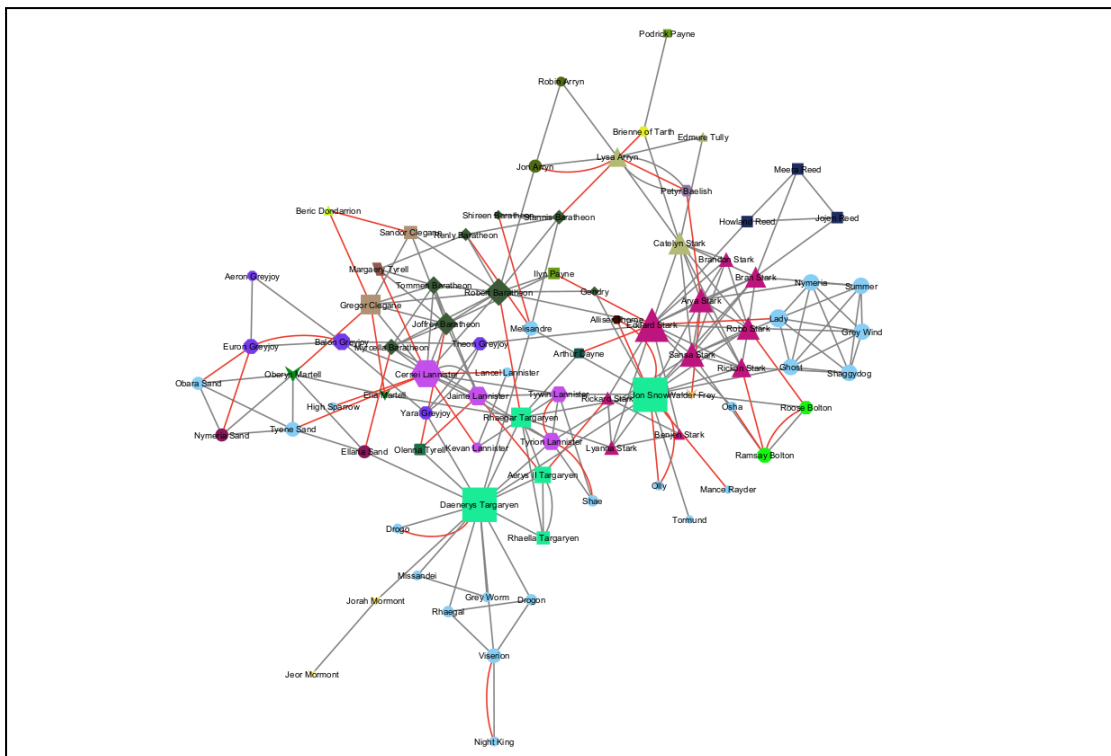 Podrick Payne
Robin Arryn
Brienne of Tarth
Edmure Tully
Lysa Arryn
Jon Arryn
Meera Reed
Petyr Baelish
Beric Dondarrion
Shireen Baratheon
Stannis Baratheon
Howland Reed
Jojen Reed
Sandor Clegane
Renly Baratheon
Catelyn Stark
Brandon Stark
Margaery Tyrell
Ilyn Payne
Bran Stark
Aeron Greyjoy
Tommen Baratheon
Nymeria
Summer
Robert Baratheon
Gendry
Arya Stark
Gregor Clegane
Lady
Joffrey Baratheon
Melisandre
Eddard Stark
Robb Stark
Grey Wind
Balon Greyjoy
Theon Greyjoy
Euron Greyjoy
Myrcella Baratheon
Arthur Dayne
Sansa Stark
Ghost
Shaggydog
Rickon Stark
Cersei Lannister
Lancel Lannister
Obara Sand
Oberyn Martell
Elia Martell
Jaime Lannister
Tywin Lannister
Jon Snow
Walder Frey
Rickard Stark
High Sparrow
Osha
Roose Bolton
Yara Greyjoy
Rhaegar Targaryen
Tyene Sand
Nymeria Sand
Benjen Stark
Tyrion Lannister
Ellaria Sand
Olenna Tyrell
Kevan Lannister
Lyanna Stark
Ramsay Bolton
Aerys II Targaryen
Olly
Mance Rayder
Shae
Daenerys Targaryen
Tormund
Drogo
Rhaella Targaryen
Missandei
Jorah Mormont
Grey Worm
Drogon
Rhaegal
Viserion
Jeor Mormont
Night King